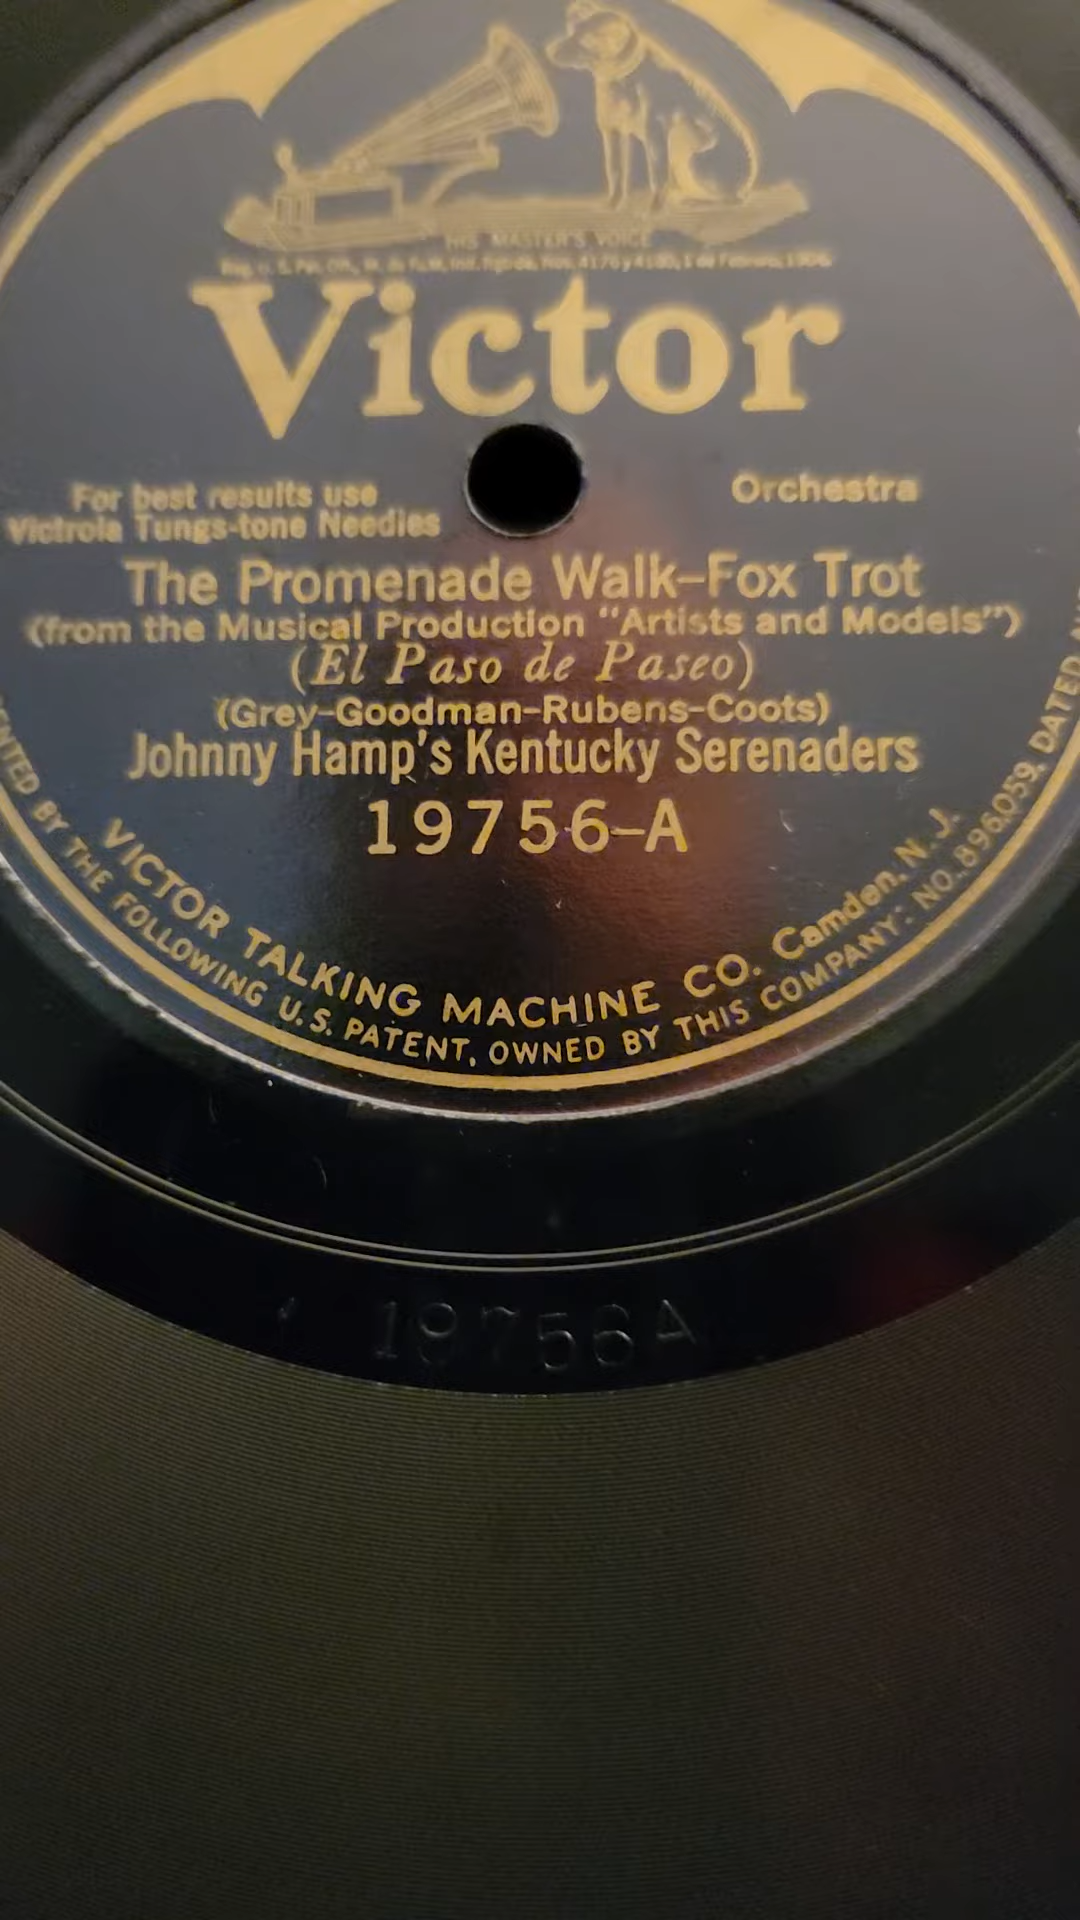 HIS MASTER'S VOICE
Victor
For best results use
Victrola Tungs-tone Needles
Orchestra
The Promenade Walk–Fox Trot
(from the Musical Production "Artists and Models")
(El Paso de Paseo)
(Grey-Goodman-Rubens-Coots)
Johnny Hamp's Kentucky Serenaders
19756–A
VICTOR TALKING MACHINE CO. Camden, N. J.
BY THE FOLLOWING U.S. PATENT, OWNED BY THIS COMPANY: NO. 896,059, DATED
19756A